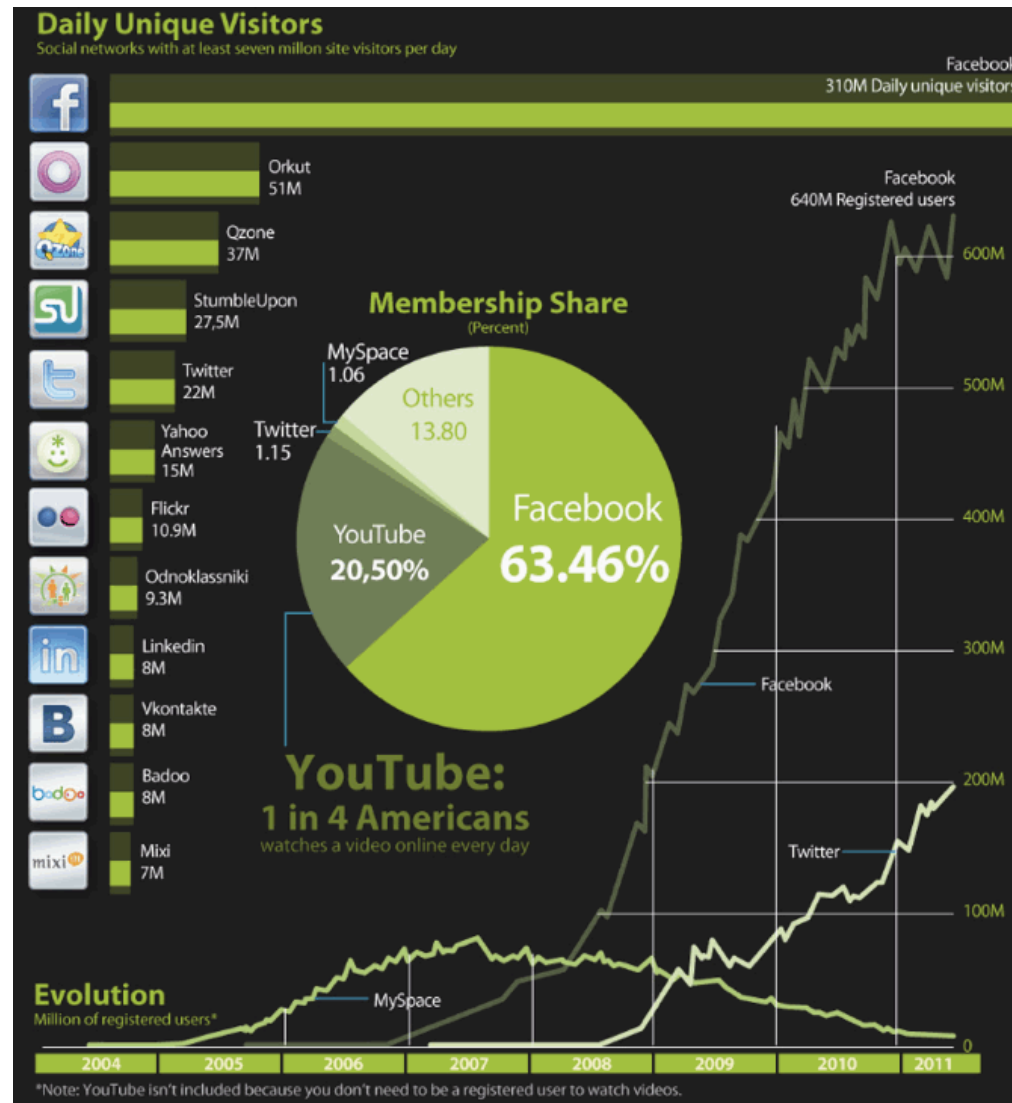 Daily Unique Visitors
Social networks with at least seven millon site visitors per day
Facebook
310M Daily unique visitors
f
Orkut
51M
Qzone
Qzone
37M
StumbleUpon
27,5M
t
Twitter
22M
Yahoo
Answers
15M
Flickr
10.9M
Odnoklassniki
9.3M
in
Linkedin
8M
B
Vkontakte
8M
badoo
Badoo
8M
mixi
Mixi
7M
Membership Share
(Percent)
MySpace
1.06
Others
13.80
Twitter
1.15
YouTube
20,50%
Facebook
63.46%
YouTube:
1 in 4 Americans
watches a video online every day
Facebook
640M Registered users
600M
500M
400M
300M
Facebook
200M
Twitter
100M
MySpace
0
Evolution
Million of registered users*
2004 2005 2006 2007 2008 2009 2010 2011
*Note: YouTube isn't included because you don't need to be a registered user to watch videos.